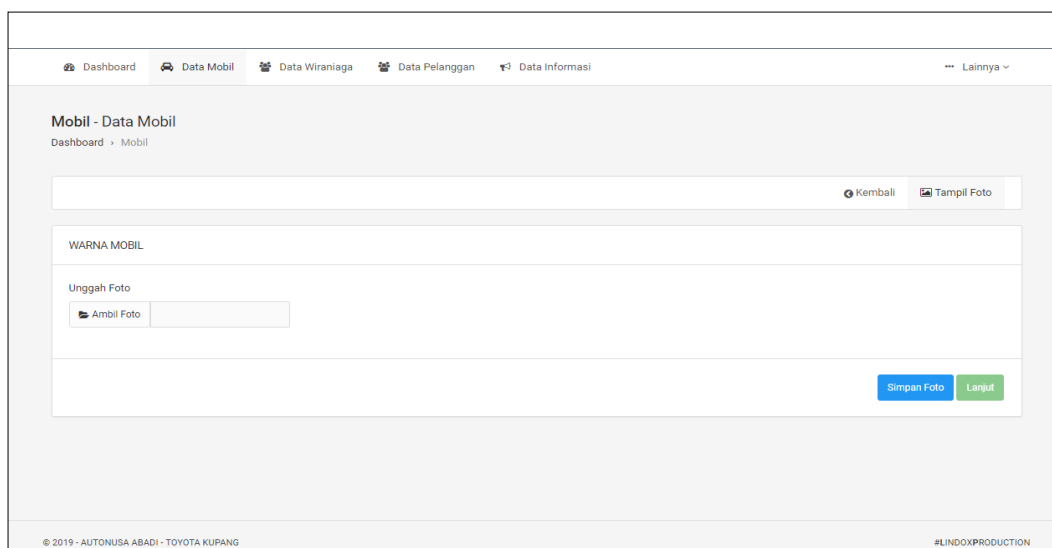 Dashboard Data Mobil Data Wiraniaga Data Pelanggan Data Informasi ··· Lainnya
Mobil - Data Mobil
Dashboard › Mobil
Kembali Tampil Foto
WARNA MOBIL
Unggah Foto
Ambil Foto
Simpan Foto Lanjut
© 2019 - AUTONUSA ABADI - TOYOTA KUPANG #LINDOXPRODUCTION